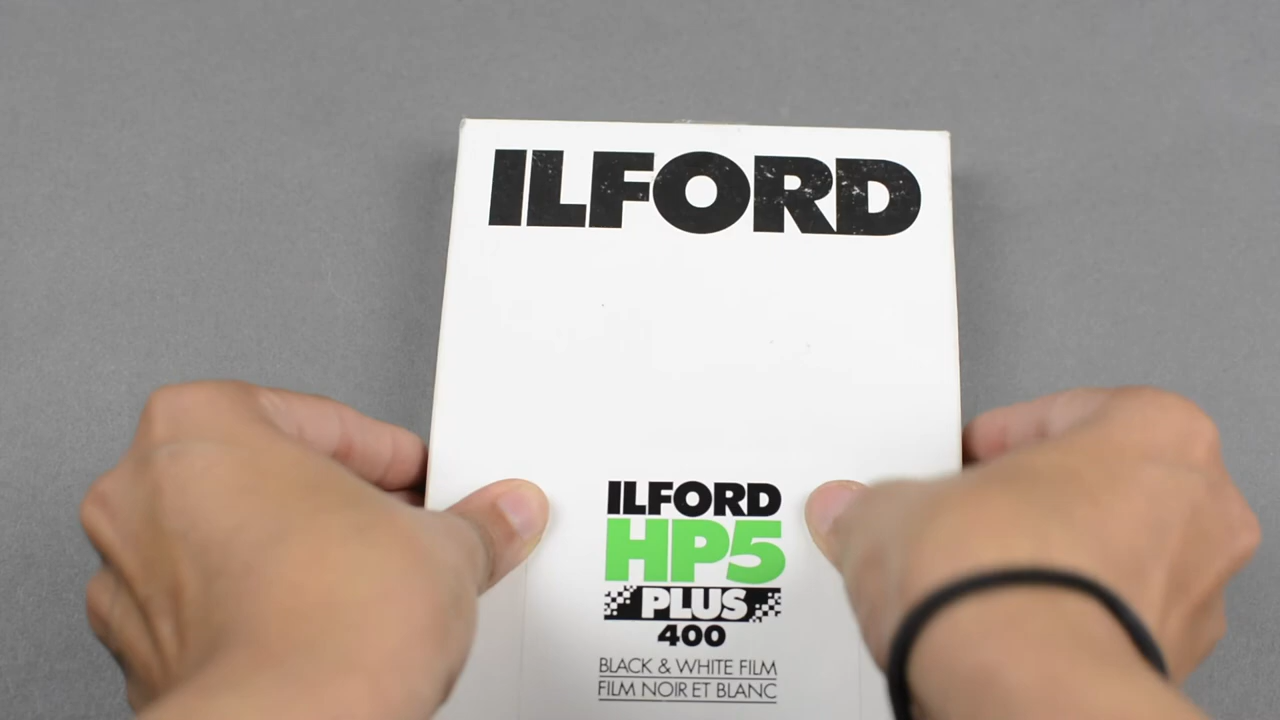 ILFORD
ILFORD
HP5
PLUS
400
BLACK & WHITE FILM
FILM NOIR ET BLANC